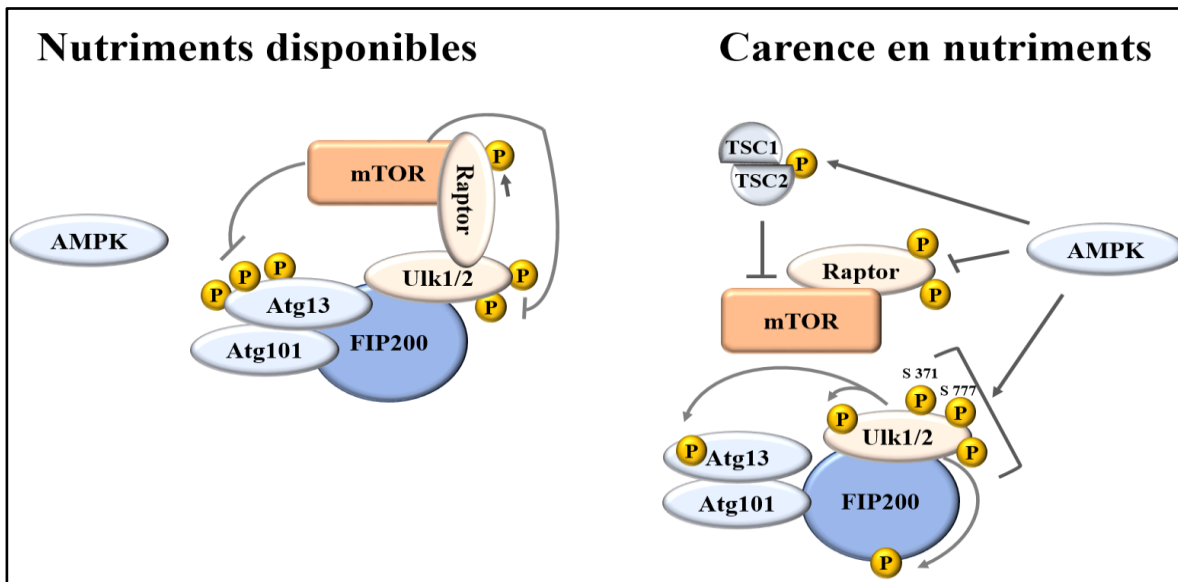 Nutriments disponibles
mTOR
Raptor
P
AMPK
P
P
P
Ulk1/2
P
P
Atg13
Atg101
FIP200
Carence en nutriments
TSC1
P
TSC2
P
AMPK
Raptor
P
mTOR
S 371
S 777
P
P
P
Ulk1/2
P
P
Atg13
Atg101
FIP200
P